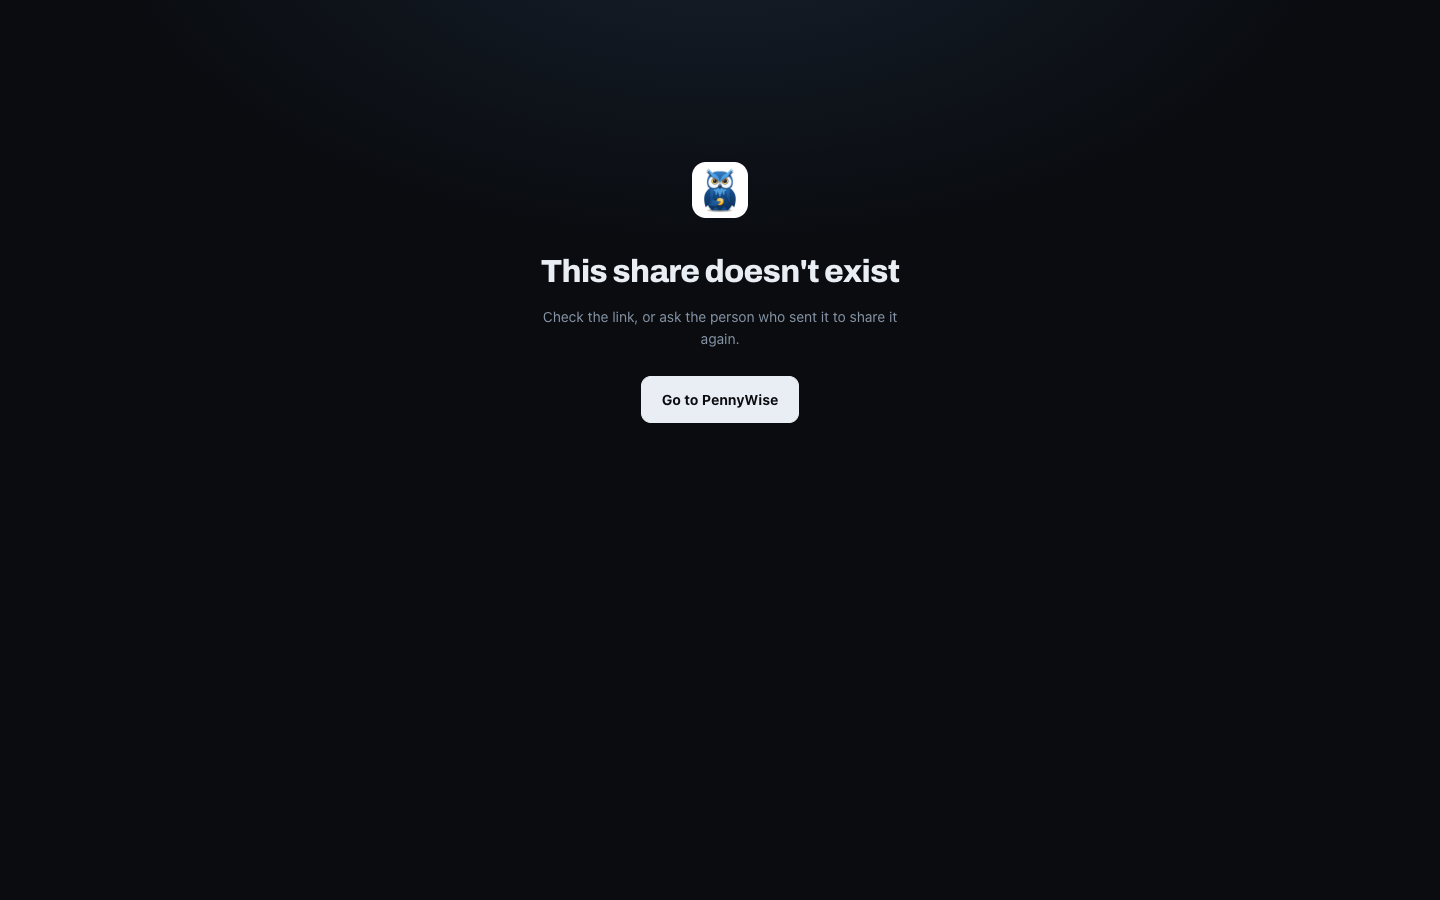 This share doesn't exist
Check the link, or ask the person who sent it to share it
again.
Go to PennyWise